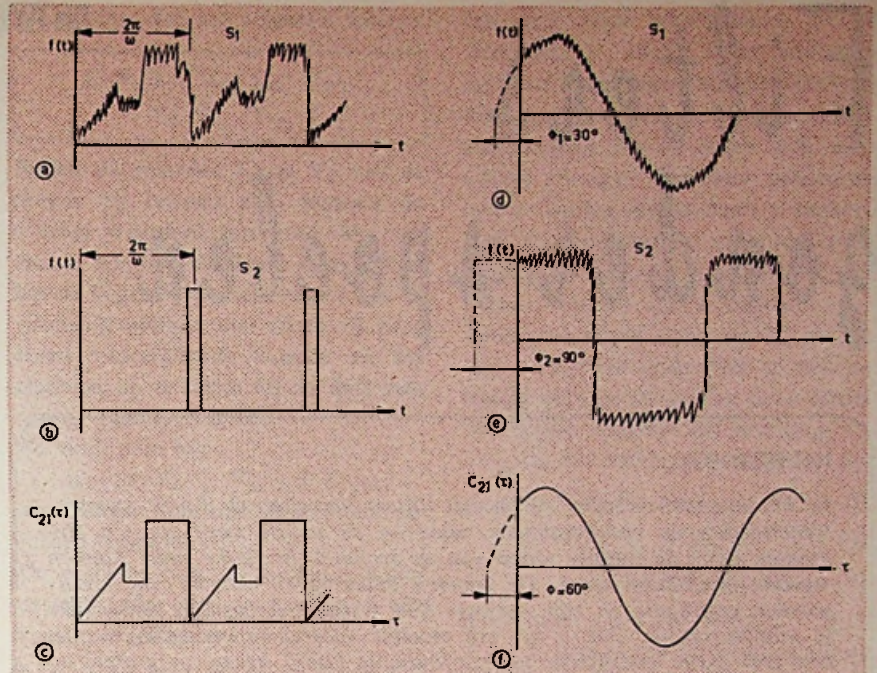 2π
ω
f(t)
S₁
t
a
2π
ω
f(t)
S₂
t
b
C₂₁(τ)
τ
c
f(t)
S₁
t
Φ₁=30°
d
f(t)
S₂
t
Φ₂=90°
e
C₂₁(τ)
τ
Φ=60°
f